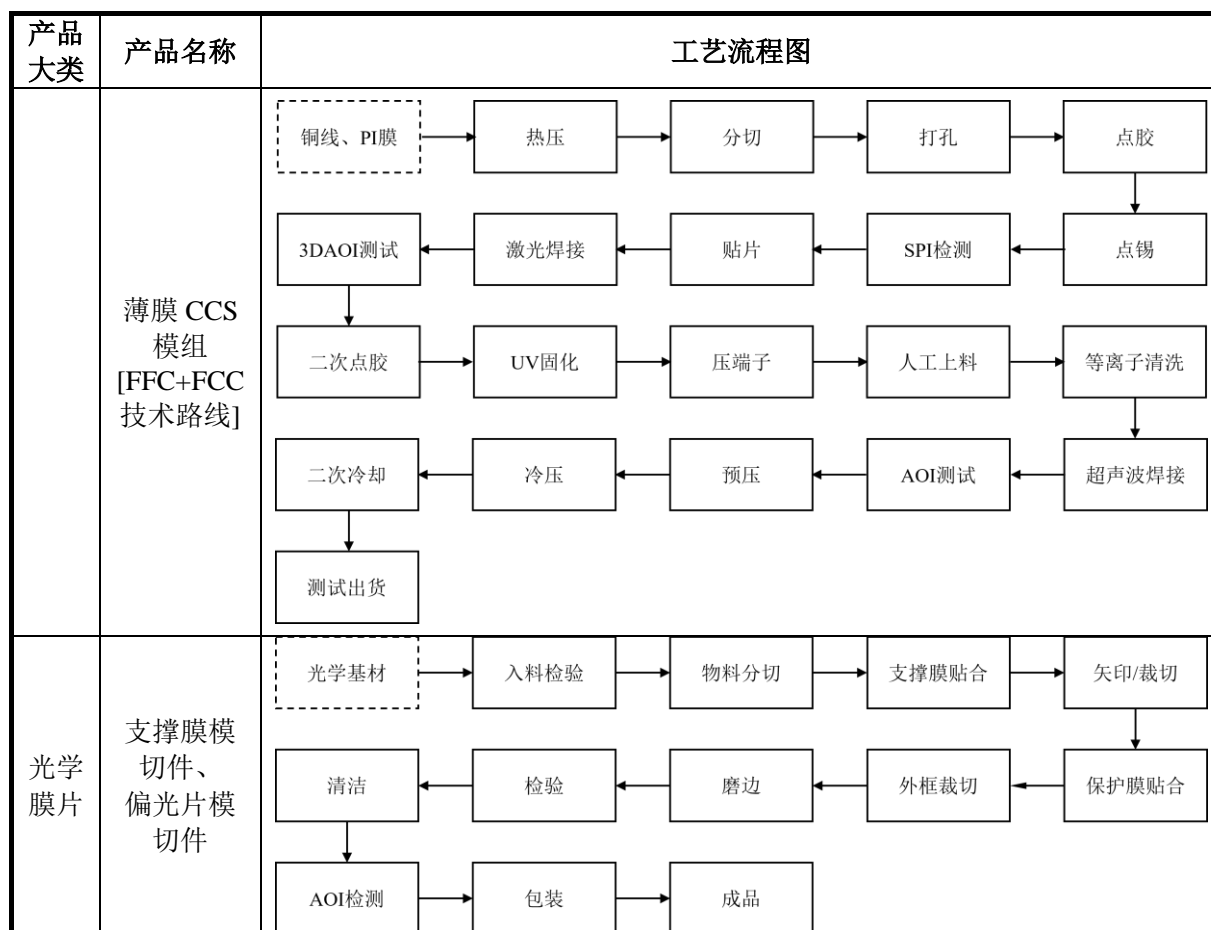 产品
大类
产品名称
工艺流程图
薄膜 CCS
模组
[FFC+FCC
技术路线]
铜线、PI膜
热压
分切
打孔
点胶
3DAOI测试
激光焊接
贴片
SPI检测
点锡
二次点胶
UV固化
压端子
人工上料
等离子清洗
二次冷却
冷压
预压
AOI测试
超声波焊接
测试出货
光学
膜片
支撑膜模
切件、
偏光片模
切件
光学基材
入料检验
物料分切
支撑膜贴合
矢印/裁切
清洁
检验
磨边
外框裁切
保护膜贴合
AOI检测
包装
成品